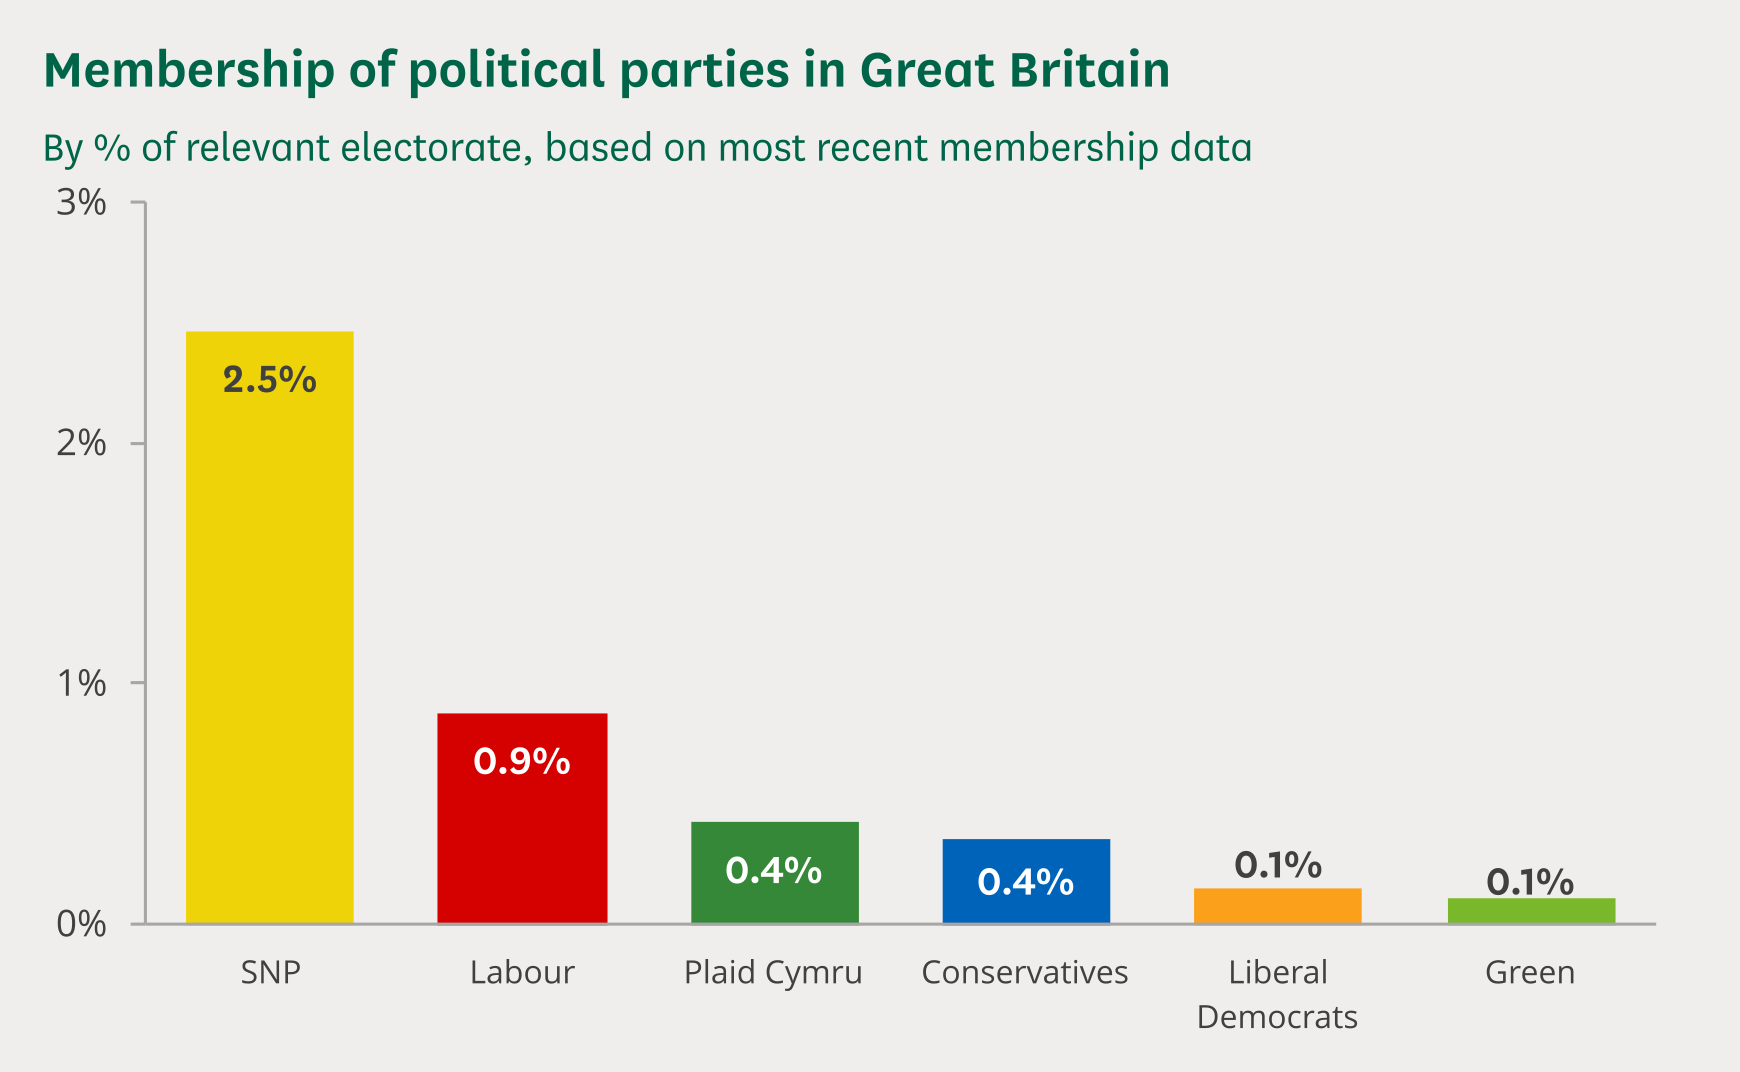 Membership of political parties in Great Britain
By % of relevant electorate, based on most recent membership data
3%
2%
1%
0%
2.5%
0.9%
0.4%
0.4%
0.1%
0.1%
SNP
Labour
Plaid Cymru
Conservatives
Liberal
Democrats
Green